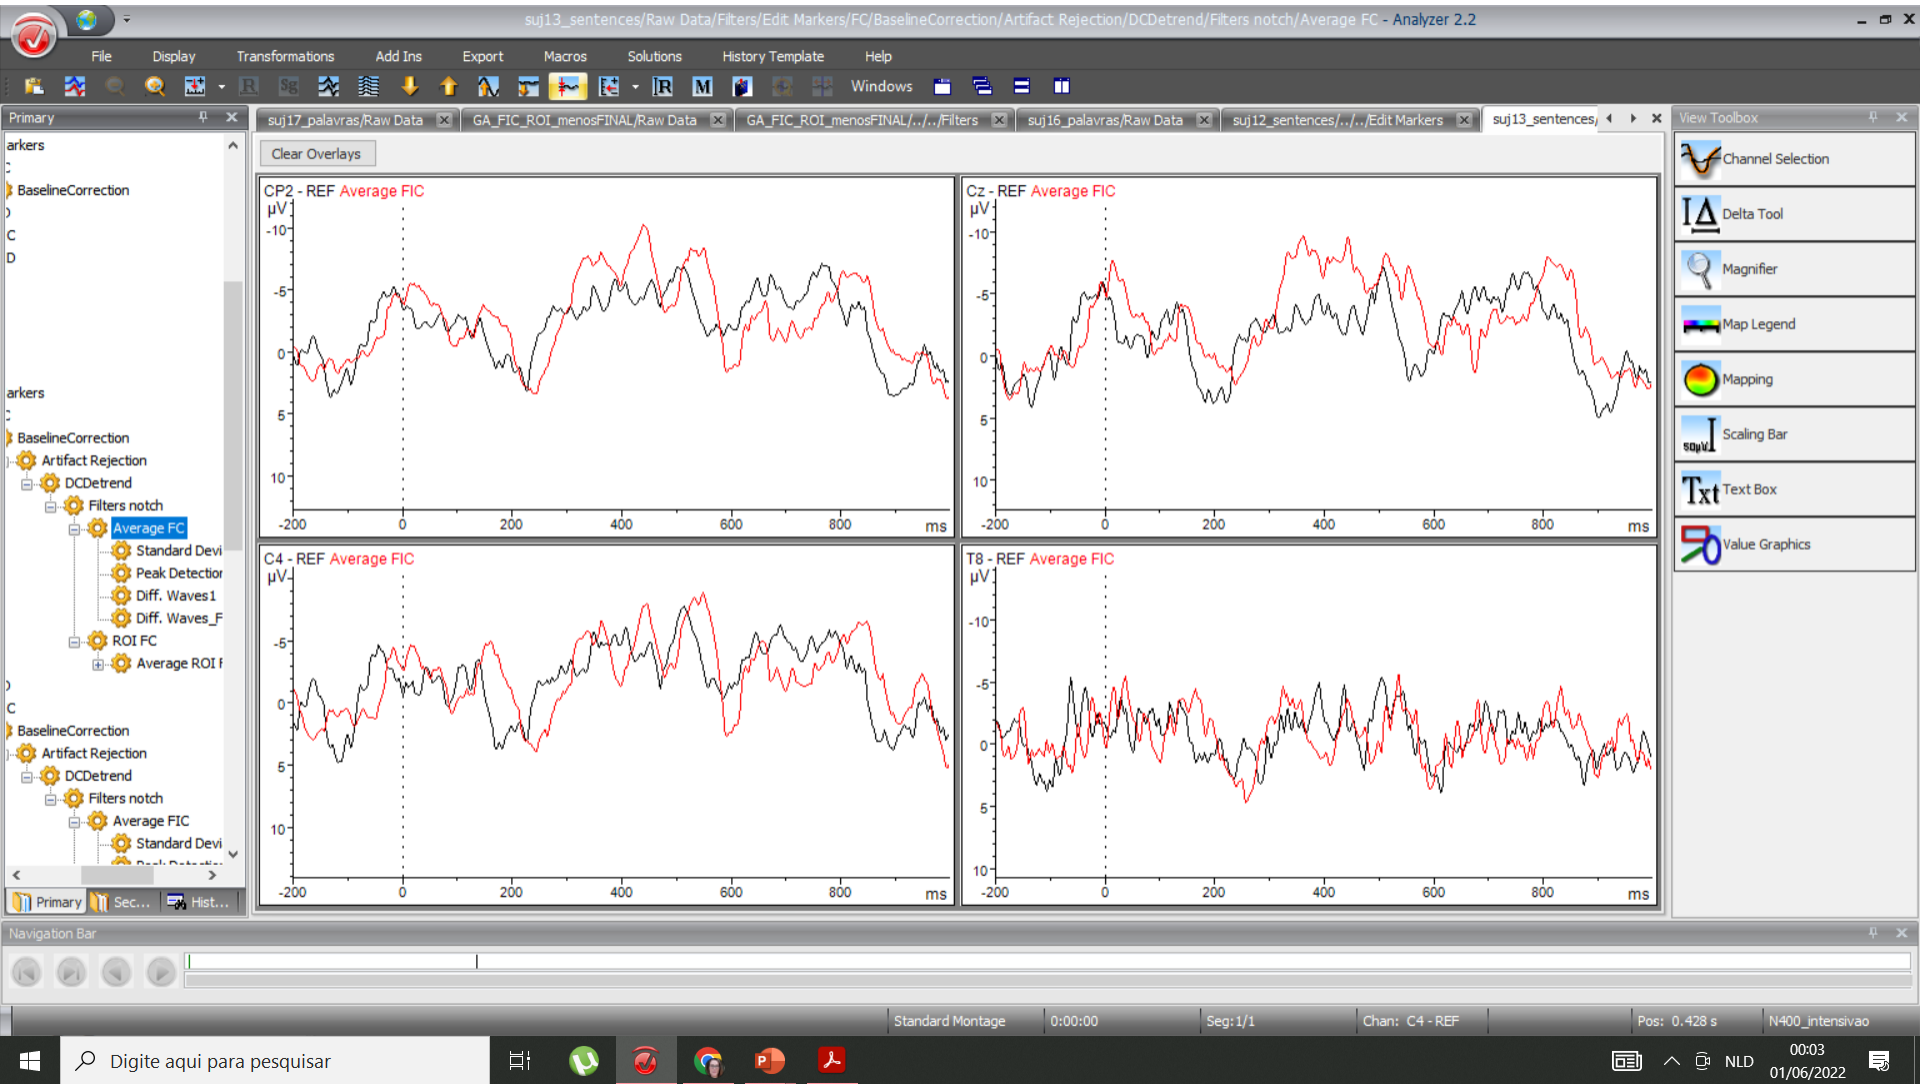 suj13_sentences/Raw Data/Filters/Edit Markers/FC/BaselineCorrection/Artifact Rejection/DCDetrend/Filters notch/Average FC - Analyzer 2.2
File Display Transformations Add Ins Export Macros Solutions History Template Help
R Sg R M Windows
Primary
suj17_palavras/Raw Data GA_FIC_ROI_menosFINAL/Raw Data GA_FIC_ROI_menosFINAL/../../Filters suj16_palavras/Raw Data suj12_sentences/../../Edit Markers suj13_sentences/
View Toolbox
Clear Overlays
arkers
BaselineCorrection
C
D
arkers
BaselineCorrection
Artifact Rejection
DCDetrend
Filters notch
Average FC
Standard Devi
Peak Detection
Diff. Waves1
Diff. Waves_F
ROI FC
Average ROI F
C
BaselineCorrection
Artifact Rejection
DCDetrend
Filters notch
Average FIC
Standard Devi
Primary Sec... Hist...
CP2 - REF Average FIC
µV
-10
-5
0
5
10
-200 0 200 400 600 800 ms
Cz - REF Average FIC
µV
-10
-5
0
5
10
-200 0 200 400 600 800 ms
C4 - REF Average FIC
µV
-5
0
5
10
-200 0 200 400 600 800 ms
T8 - REF Average FIC
µV
-10
-5
0
5
10
-200 0 200 400 600 800 ms
Channel Selection
Delta Tool
Magnifier
Map Legend
Mapping
50µV Scaling Bar
Txt Text Box
Value Graphics
Navigation Bar
Standard Montage 0:00:00 Seg:1/1 Chan: C4 - REF Pos: 0.428 s N400_intensivao
Digite aqui para pesquisar
NLD
00:03
01/06/2022